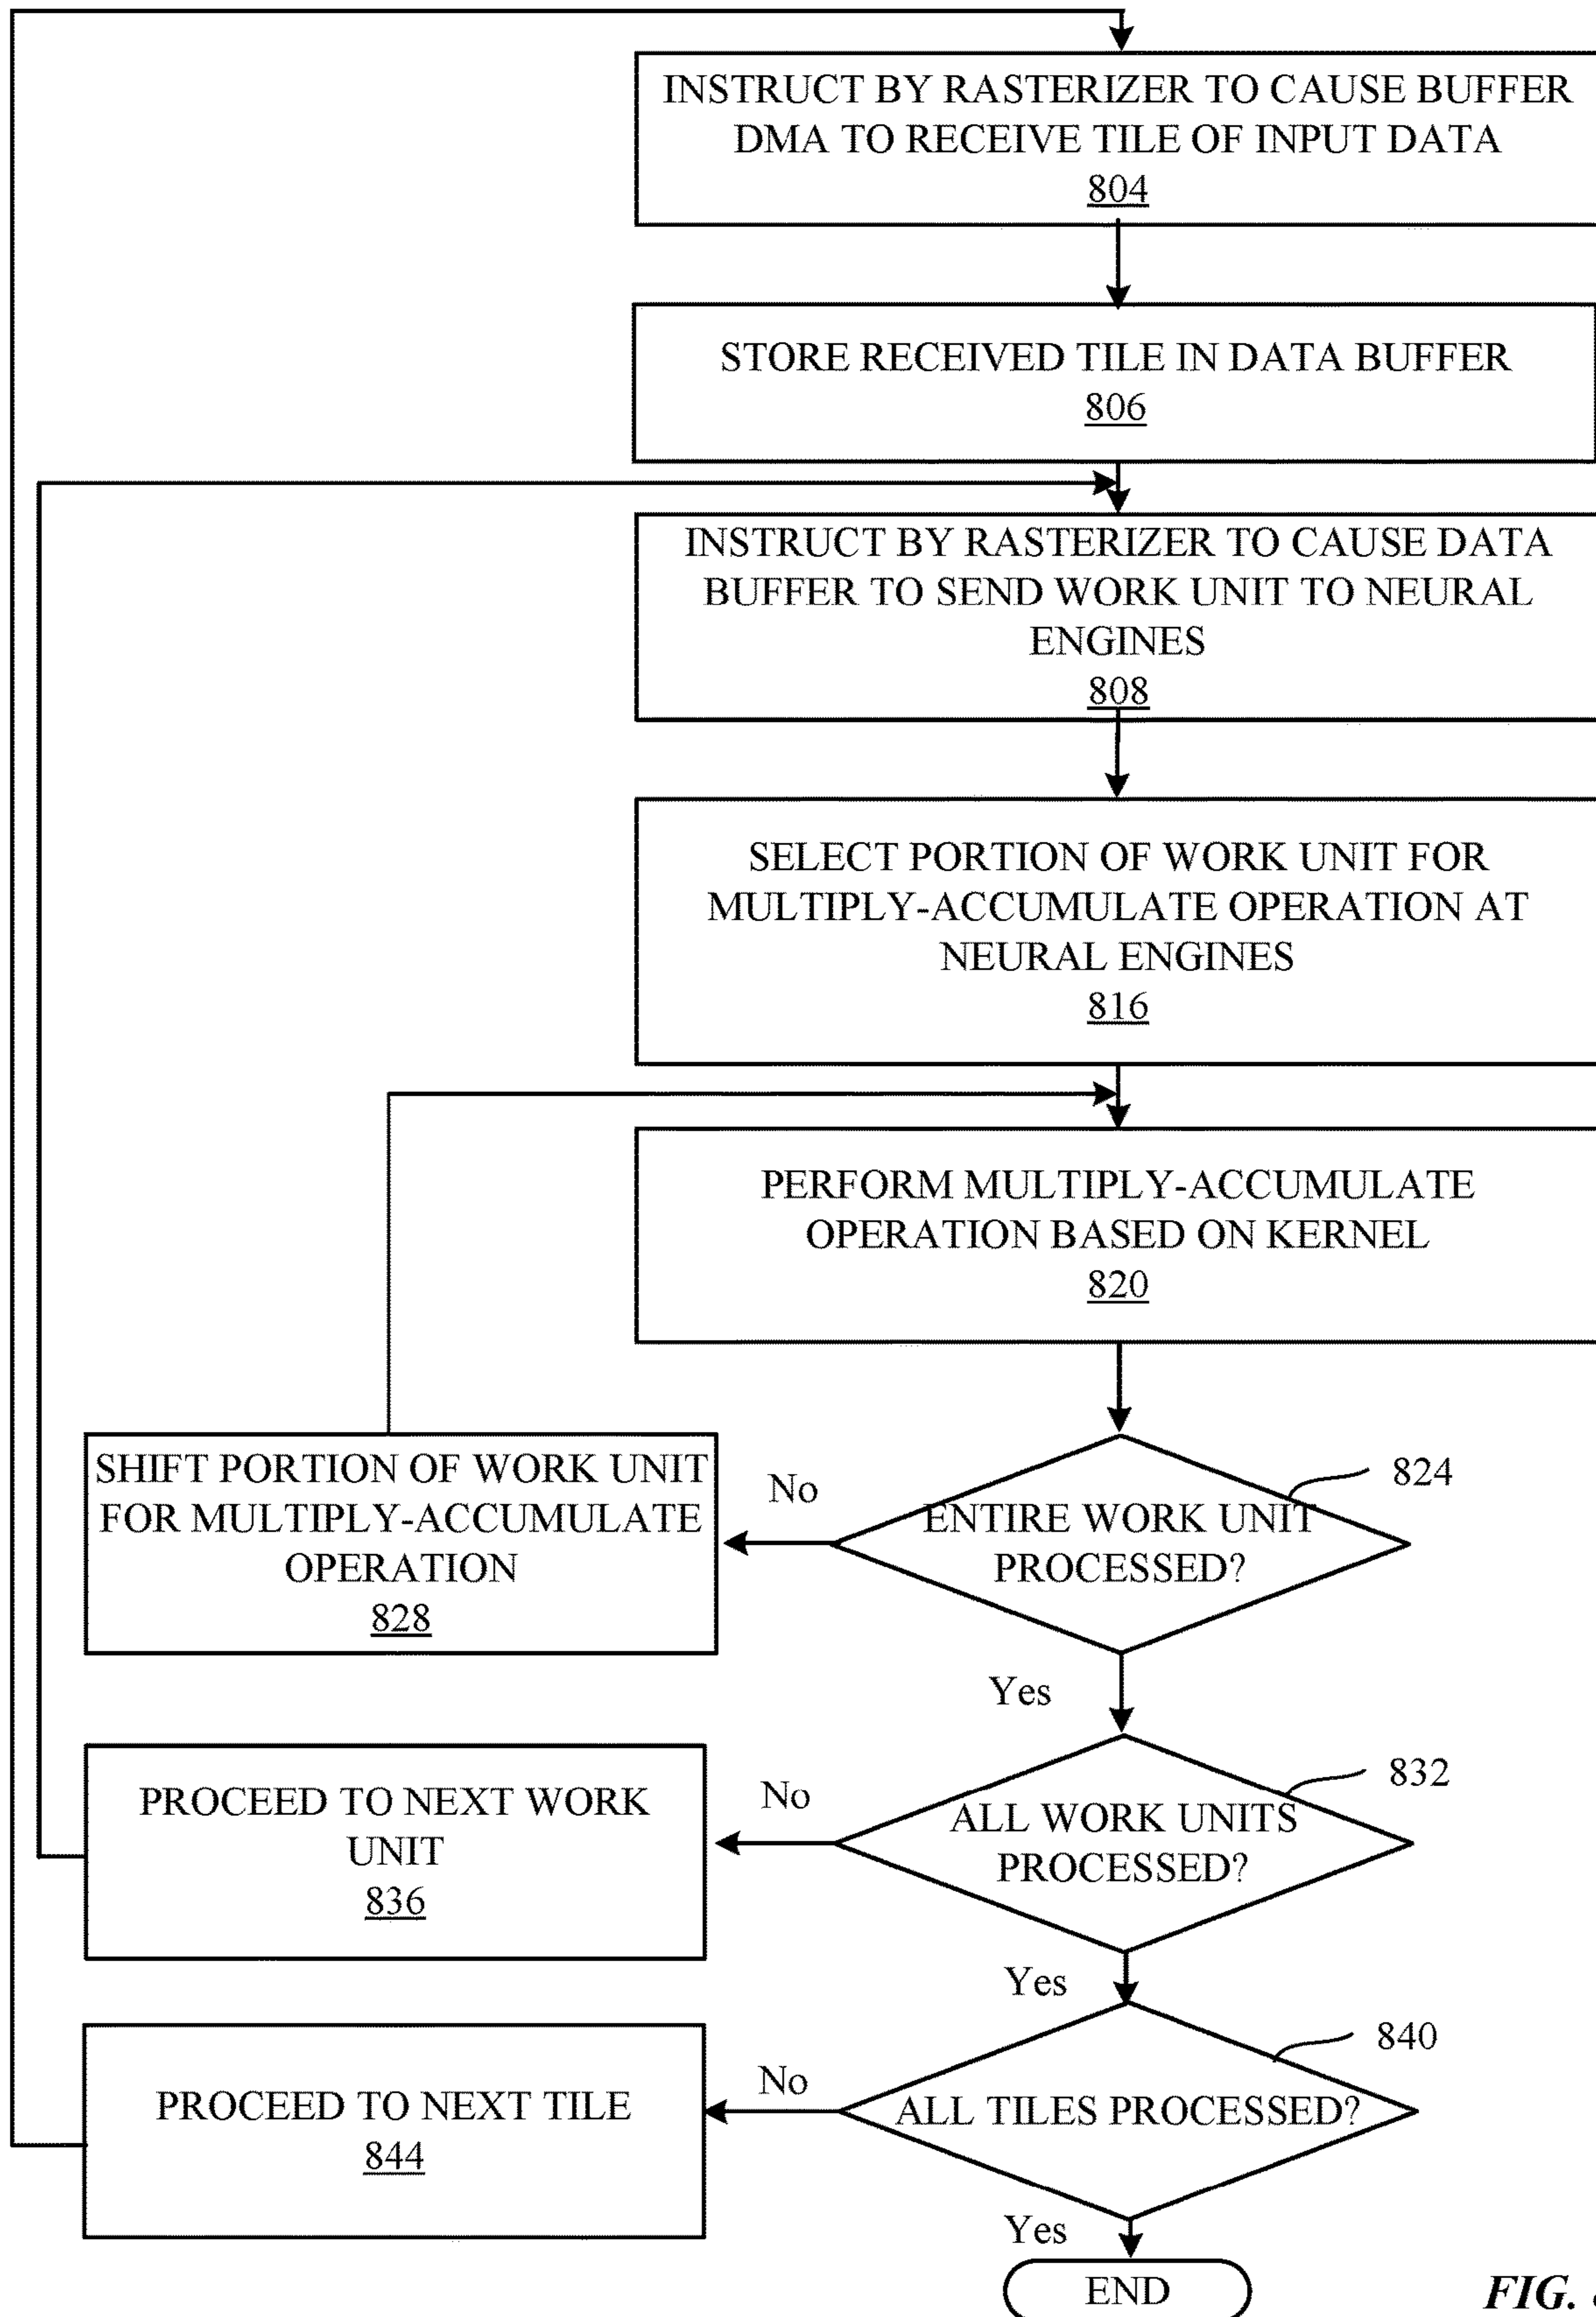 INSTRUCT BY RASTERIZER TO CAUSE BUFFER
DMA TO RECEIVE TILE OF INPUT DATA
804
STORE RECEIVED TILE IN DATA BUFFER
806
INSTRUCT BY RASTERIZER TO CAUSE DATA
BUFFER TO SEND WORK UNIT TO NEURAL
ENGINES
808
SELECT PORTION OF WORK UNIT FOR
MULTIPLY-ACCUMULATE OPERATION AT
NEURAL ENGINES
816
PERFORM MULTIPLY-ACCUMULATE
OPERATION BASED ON KERNEL
820
824
ENTIRE WORK UNIT
PROCESSED?
No
SHIFT PORTION OF WORK UNIT
FOR MULTIPLY-ACCUMULATE
OPERATION
828
Yes
832
ALL WORK UNITS
PROCESSED?
No
PROCEED TO NEXT WORK
UNIT
836
Yes
840
ALL TILES PROCESSED?
No
PROCEED TO NEXT TILE
844
Yes
END
FIG.